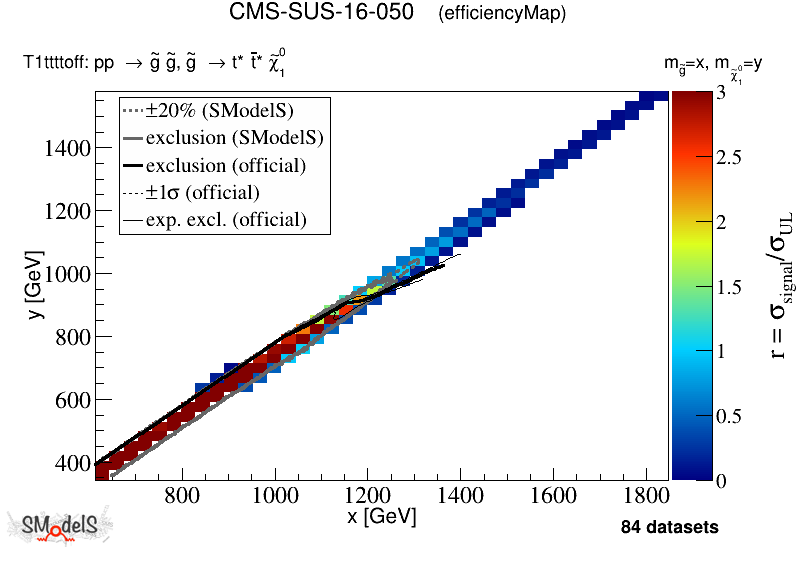 CMS-SUS-16-050 (efficiencyMap)
T1ttttoff: pp → g̃ g̃, g̃ → t* t̄* χ̃₁⁰
m_g̃=x, m_χ̃₁⁰=y
±20% (SModelS)
exclusion (SModelS)
exclusion (official)
±1σ (official)
exp. excl. (official)
y [GeV]
1400
1200
1000
800
600
400
800 1000 1200 1400 1600 1800
x [GeV]
3
2.5
2
1.5
1
0.5
0
r = σ_signal/σ_UL
SModelS
84 datasets